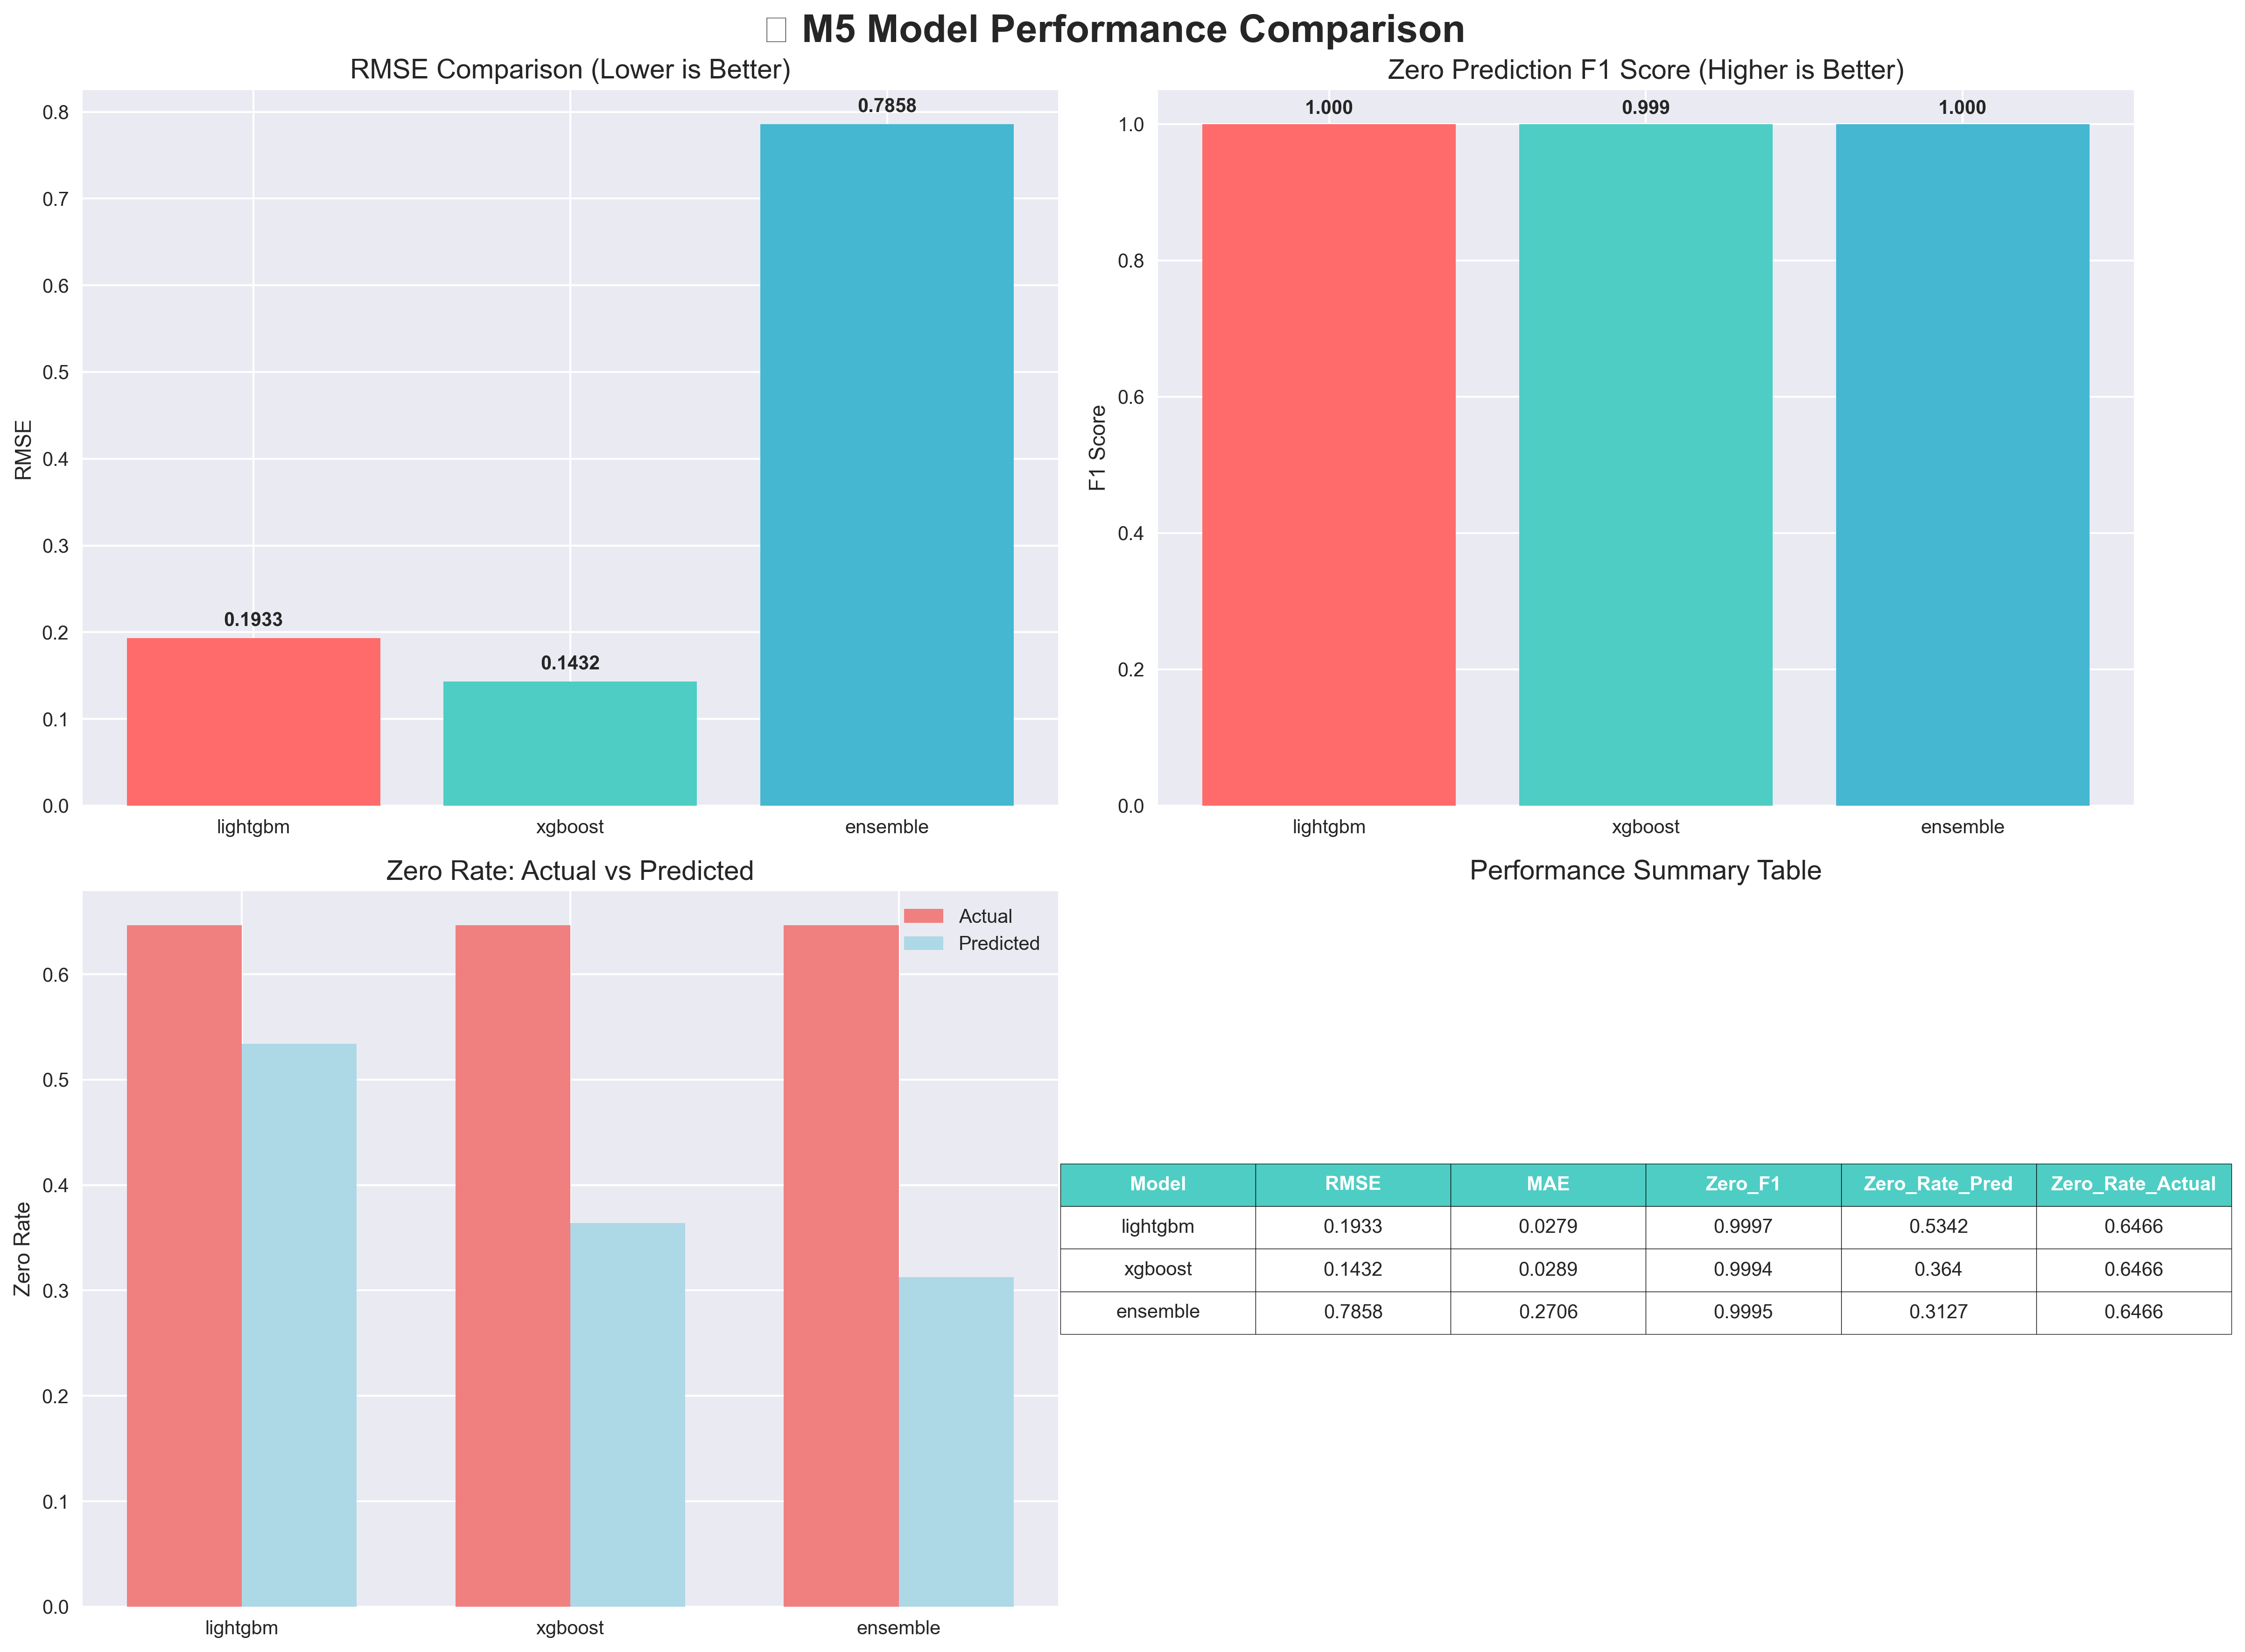 M5 Model Performance Comparison
RMSE Comparison (Lower is Better)
RMSE
0.8
0.7
0.6
0.5
0.4
0.3
0.2
0.1
0.0
0.1933
0.1432
0.7858
lightgbm xgboost ensemble
Zero Prediction F1 Score (Higher is Better)
F1 Score
1.0
0.8
0.6
0.4
0.2
0.0
1.000 0.999 1.000
lightgbm xgboost ensemble
Zero Rate: Actual vs Predicted
Zero Rate
0.6
0.5
0.4
0.3
0.2
0.1
0.0
Actual
Predicted
lightgbm xgboost ensemble
Performance Summary Table
Model RMSE MAE Zero_F1 Zero_Rate_Pred Zero_Rate_Actual
lightgbm 0.1933 0.0279 0.9997 0.5342 0.6466
xgboost 0.1432 0.0289 0.9994 0.364 0.6466
ensemble 0.7858 0.2706 0.9995 0.3127 0.6466